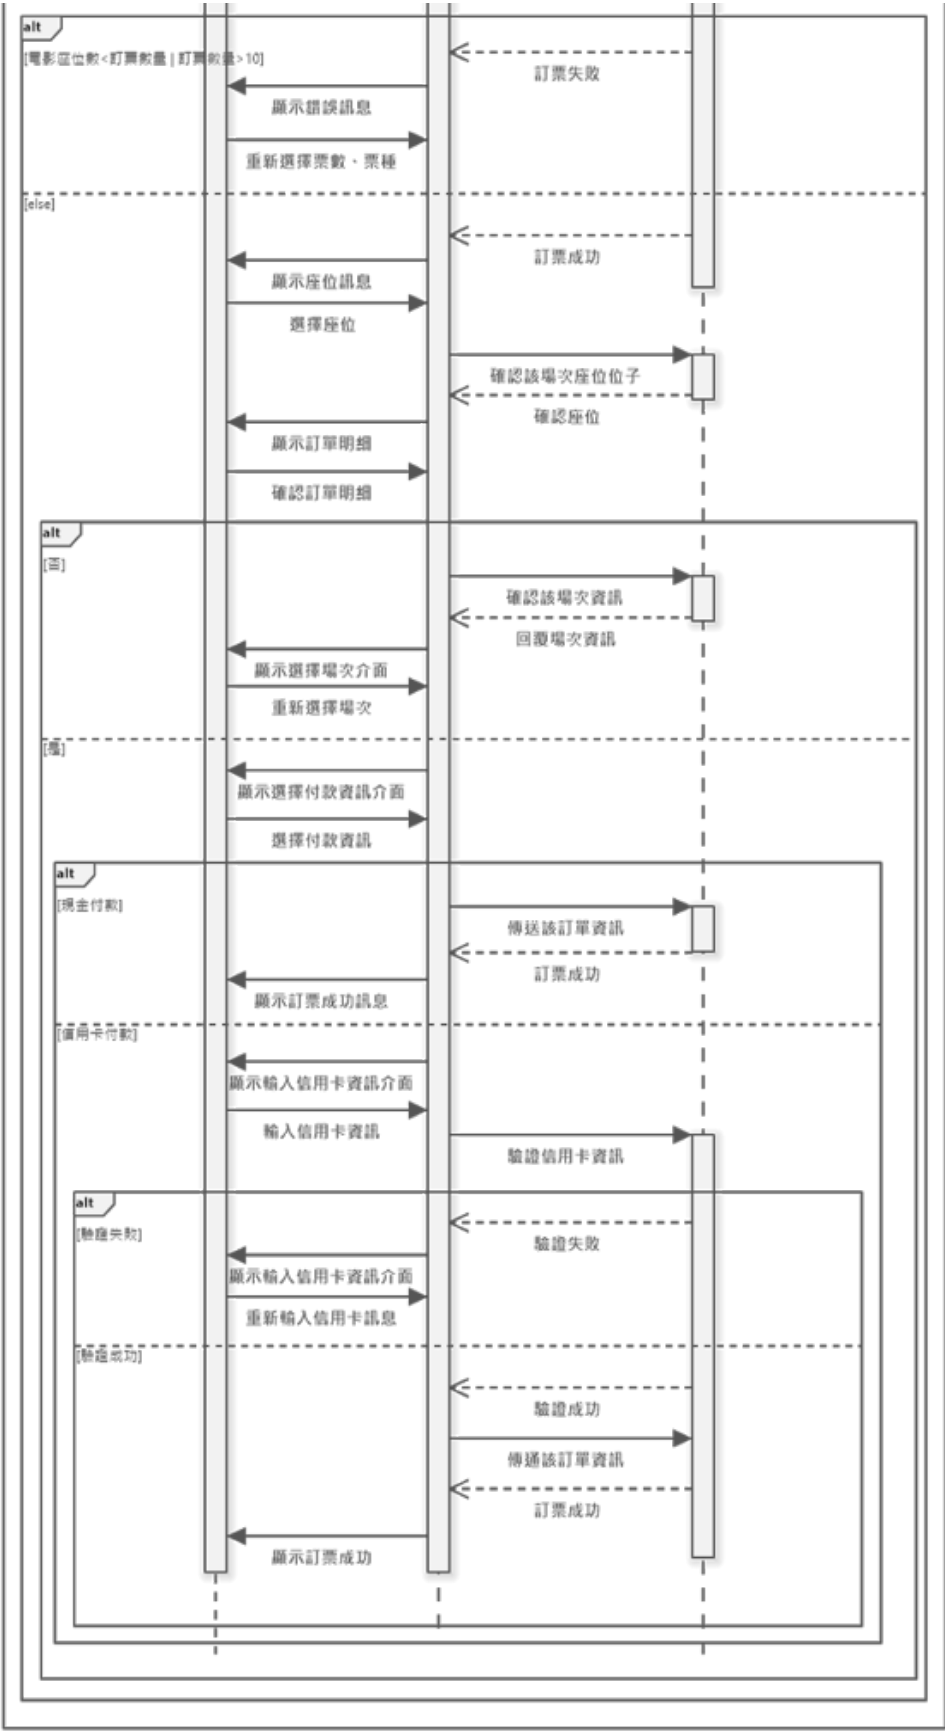 alt
[電影座位數<訂票數量 | 訂票數量>10]
訂票失敗
顯示錯誤訊息
重新選擇票數、票種
[else]
訂票成功
顯示座位訊息
選擇座位
確認該場次座位位子
確認座位
顯示訂單明細
確認訂單明細
alt
[否]
確認該場次資訊
回覆場次資訊
顯示選擇場次介面
重新選擇場次
[是]
顯示選擇付款資訊介面
選擇付款資訊
alt
[現金付款]
傳送該訂單資訊
訂票成功
顯示訂票成功訊息
[信用卡付款]
顯示輸入信用卡資訊介面
輸入信用卡資訊
驗證信用卡資訊
alt
[驗證失敗]
驗證失敗
顯示輸入信用卡資訊介面
重新輸入信用卡訊息
[驗證成功]
驗證成功
傳通該訂單資訊
訂票成功
顯示訂票成功